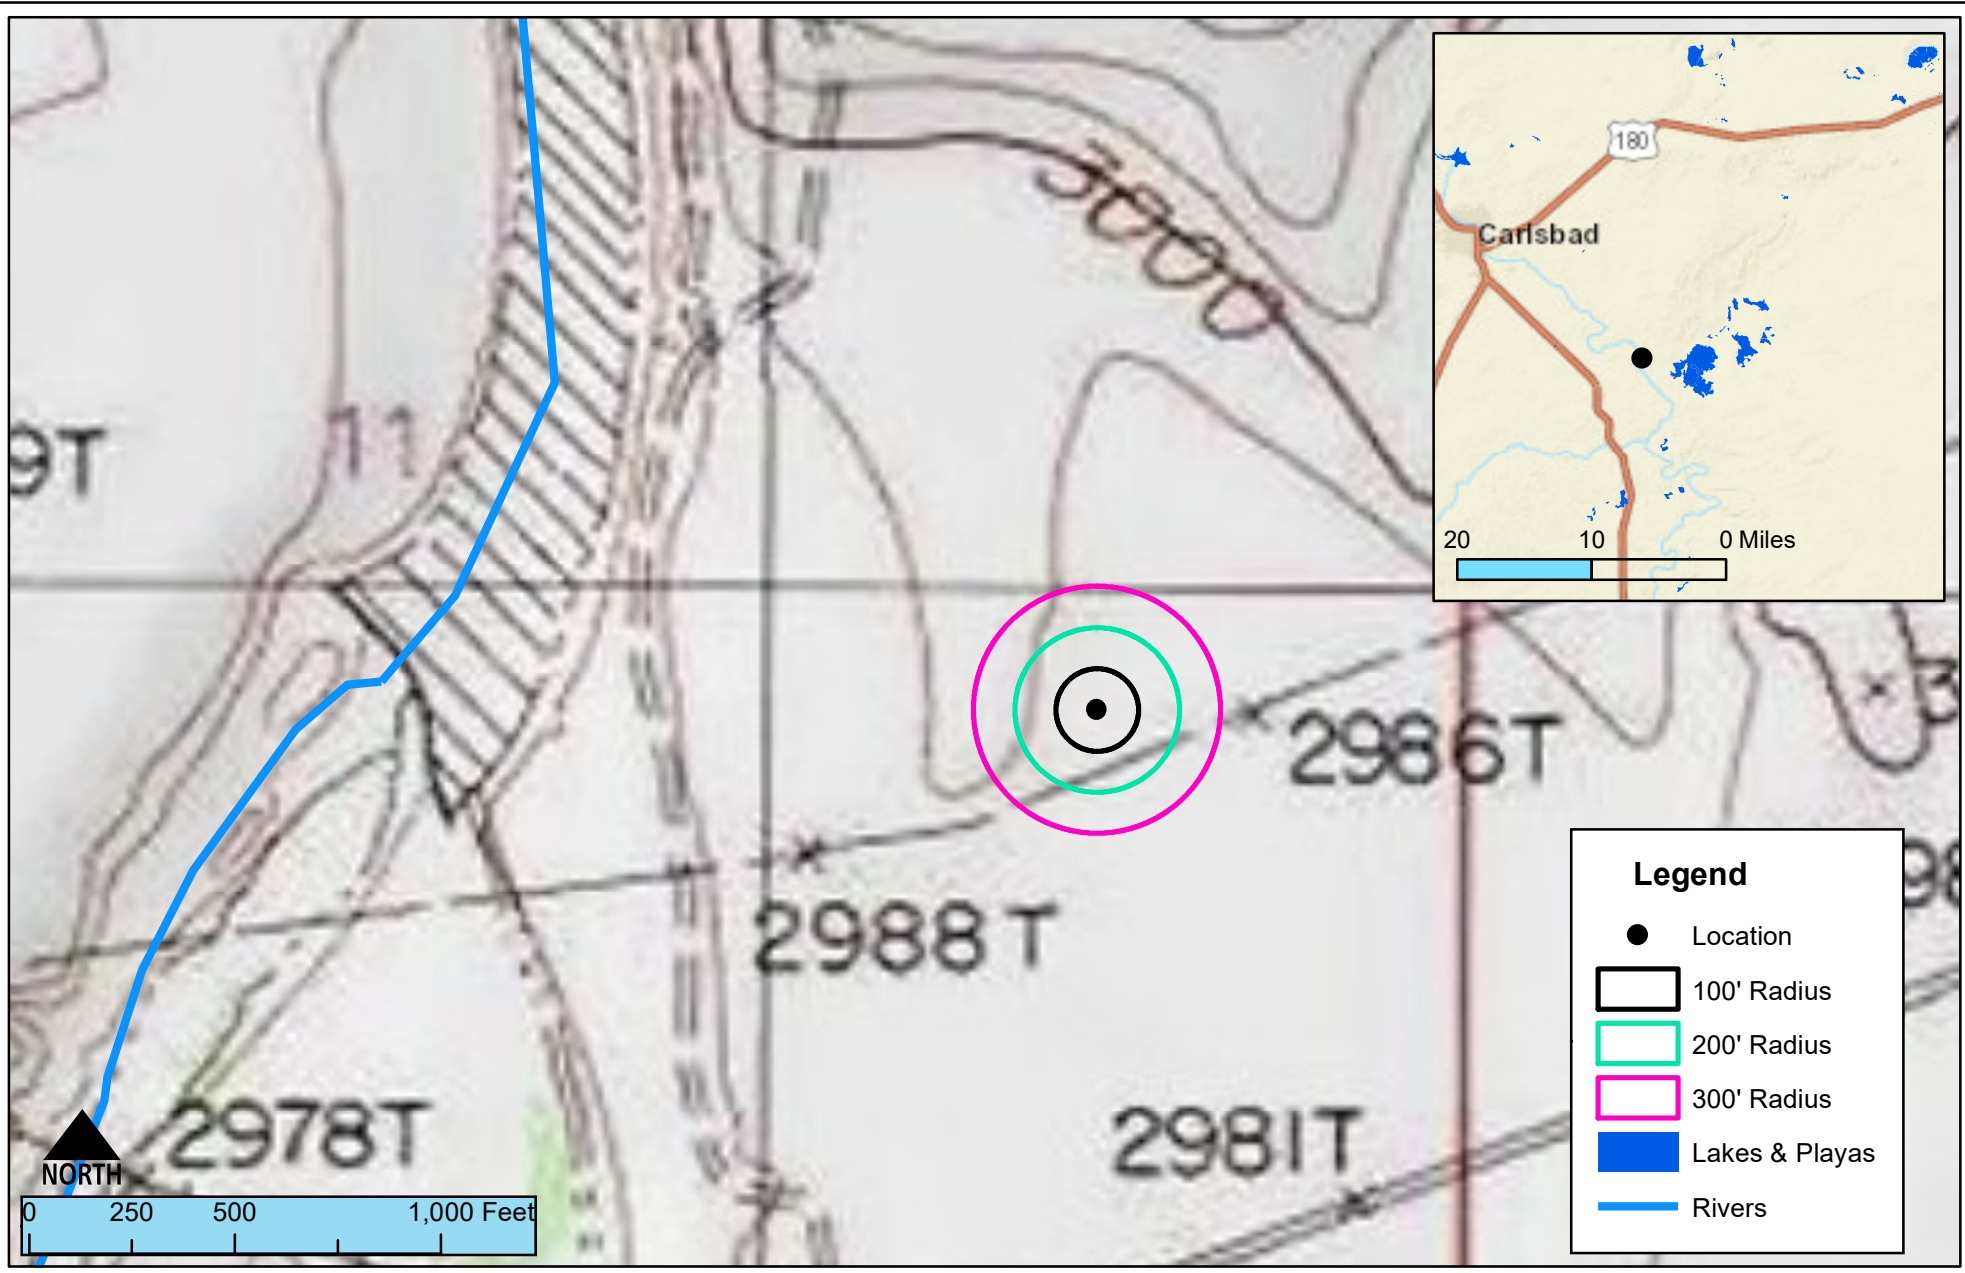 3000
180
Carlsbad
20 10 0 Miles
11
9T
2986T
2988T
2978T
2981T
Legend
Location
100' Radius
200' Radius
300' Radius
Lakes & Playas
Rivers
NORTH
0 250 500 1,000 Feet